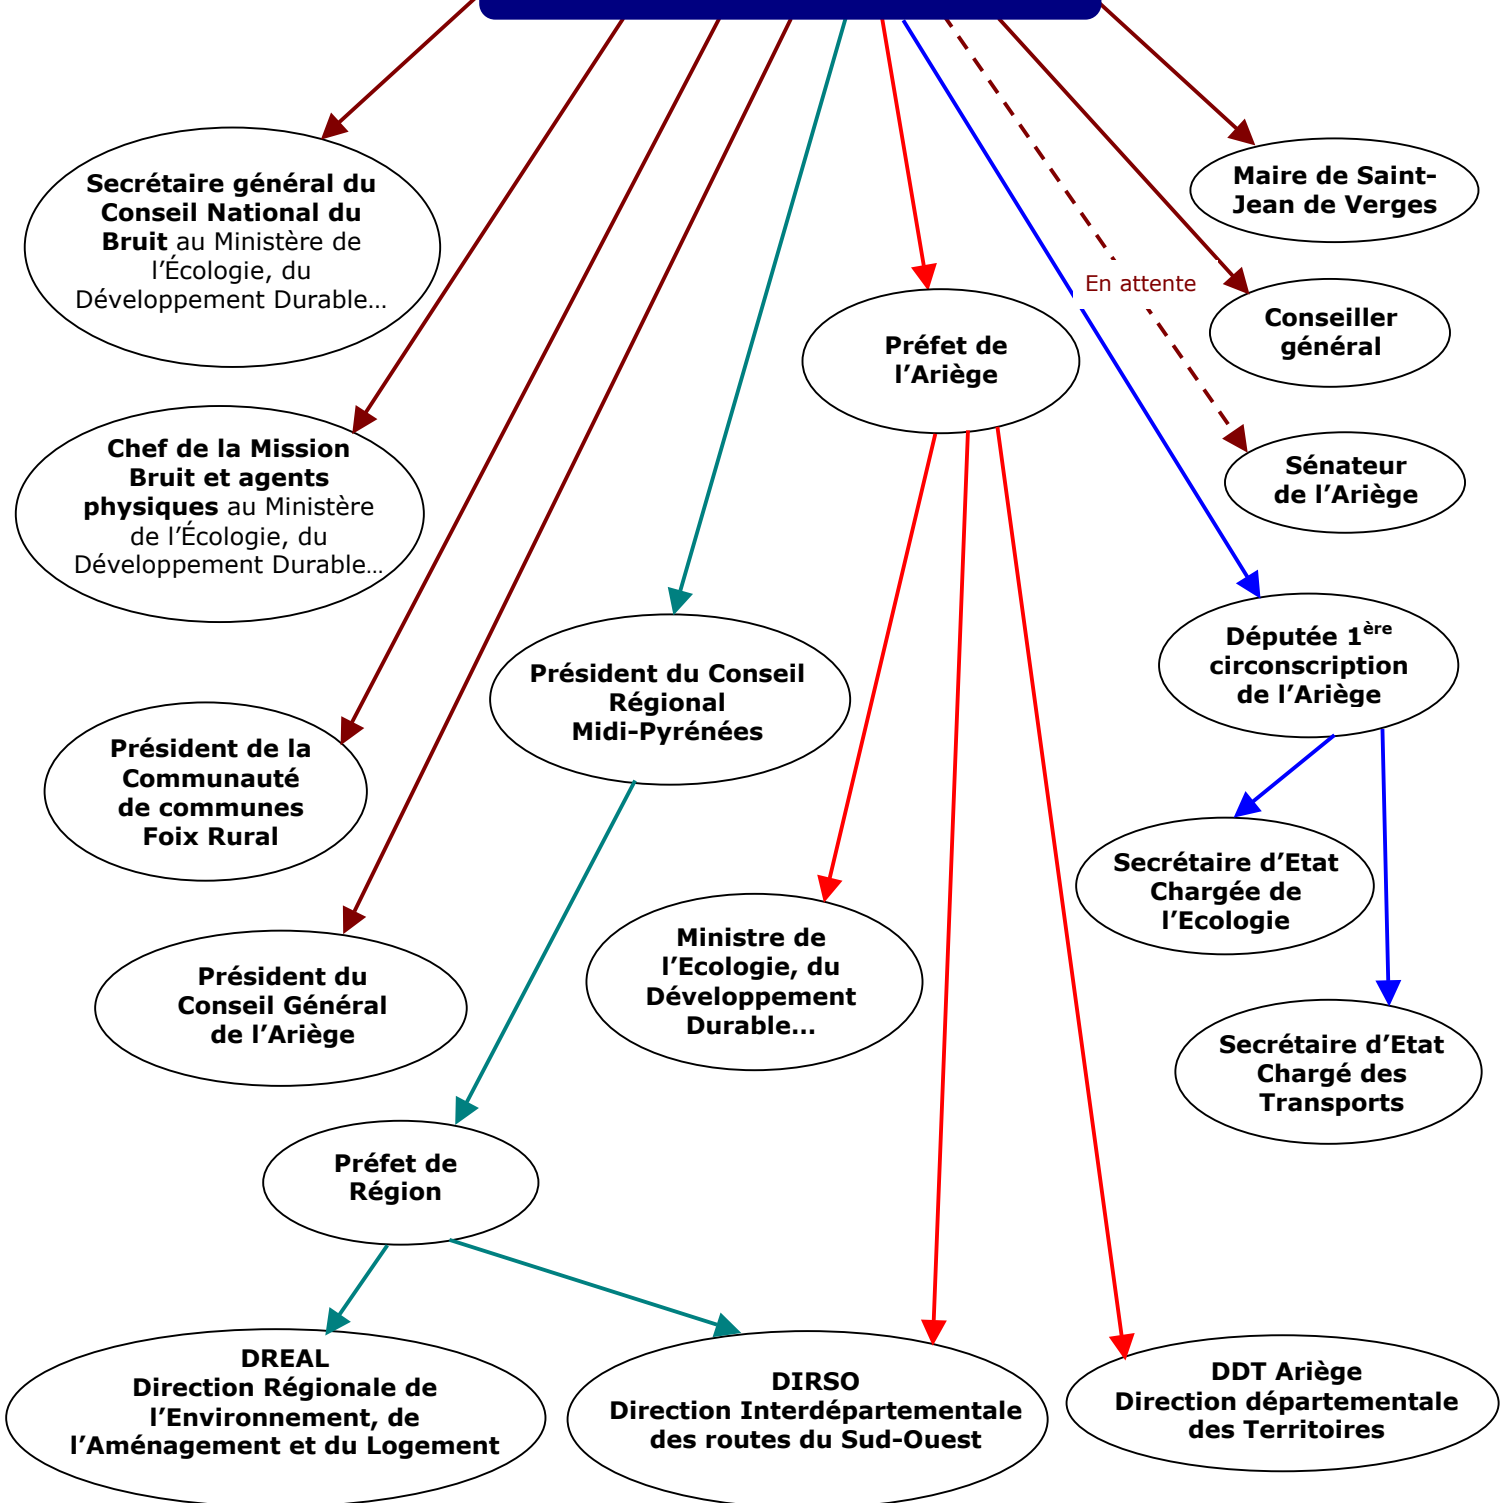 Secrétaire général du
Conseil National du
Bruit au Ministère de
l’Écologie, du
Développement Durable…
Maire de Saint-
Jean de Verges
En attente
Conseiller
général
Préfet de
l’Ariège
Chef de la Mission
Bruit et agents
physiques au Ministère
de l’Écologie, du
Développement Durable…
Sénateur
de l’Ariège
Président du Conseil
Régional
Midi-Pyrénées
Députée 1ère
circonscription
de l’Ariège
Président de la
Communauté
de communes
Foix Rural
Secrétaire d’Etat
Chargée de
l’Ecologie
Président du
Conseil Général
de l’Ariège
Ministre de
l’Ecologie, du
Développement
Durable...
Secrétaire d’Etat
Chargé des
Transports
Préfet de
Région
DREAL
Direction Régionale de
l’Environnement, de
l’Aménagement et du Logement
DIRSO
Direction Interdépartementale
des routes du Sud-Ouest
DDT Ariège
Direction départementale
des Territoires